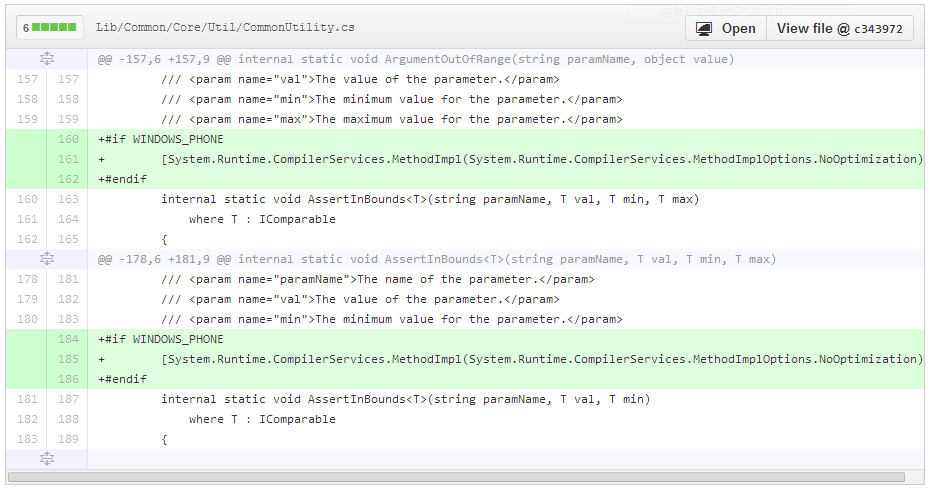 6 Lib/Common/Core/Util/CommonUtility.cs Open View file @ c343972
@@ -157,6 +157,9 @@ internal static void ArgumentOutOfRange(string paramName, object value)
157 157 /// <param name="val">The value of the parameter.</param>
158 158 /// <param name="min">The minimum value for the parameter.</param>
159 159 /// <param name="max">The maximum value for the parameter.</param>
160 +#if WINDOWS_PHONE
161 + [System.Runtime.CompilerServices.MethodImpl(System.Runtime.CompilerServices.MethodImplOptions.NoOptimization)
162 +#endif
160 163 internal static void AssertInBounds<T>(string paramName, T val, T min, T max)
161 164 where T : IComparable
162 165 {
@@ -178,6 +181,9 @@ internal static void AssertInBounds<T>(string paramName, T val, T min, T max)
178 181 /// <param name="paramName">The name of the parameter.</param>
179 182 /// <param name="val">The value of the parameter.</param>
180 183 /// <param name="min">The minimum value for the parameter.</param>
184 +#if WINDOWS_PHONE
185 + [System.Runtime.CompilerServices.MethodImpl(System.Runtime.CompilerServices.MethodImplOptions.NoOptimization)
186 +#endif
181 187 internal static void AssertInBounds<T>(string paramName, T val, T min)
182 188 where T : IComparable
183 189 {